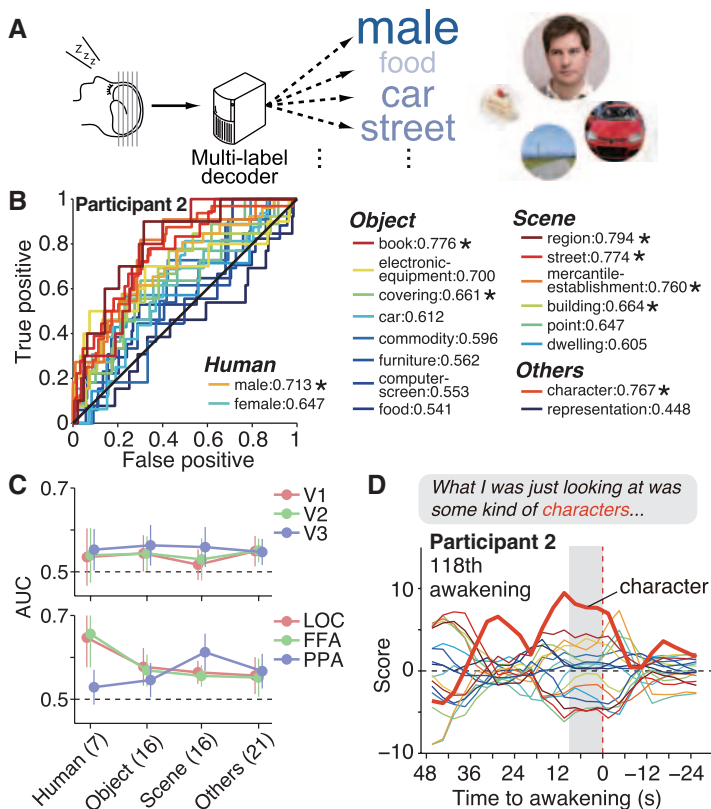 A
zzz
Multi-label
decoder
male
food
car
street
B
Participant 2
True positive
1
0.8
0.6
0.4
0.2
0
0 0.2 0.4 0.6 0.8 1
False positive
Human
male:0.713 *
female:0.647
Object
book:0.776 *
electronic-
equipment:0.700
covering:0.661 *
car:0.612
commodity:0.596
furniture:0.562
computer-
screen:0.553
food:0.541
Scene
region:0.794 *
street:0.774 *
mercantile-
establishment:0.760 *
building:0.664 *
point:0.647
dwelling:0.605
Others
character:0.767 *
representation:0.448
C
AUC
0.7
0.5
V1
V2
V3
0.7
0.5
LOC
FFA
PPA
Human (7)
Object (16)
Scene (16)
Others (21)
D
What I was just looking at was
some kind of characters...
Participant 2
118th
awakening
character
Score
10
0
−10
48 36 24 12 0 −12 −24
Time to awakening (s)